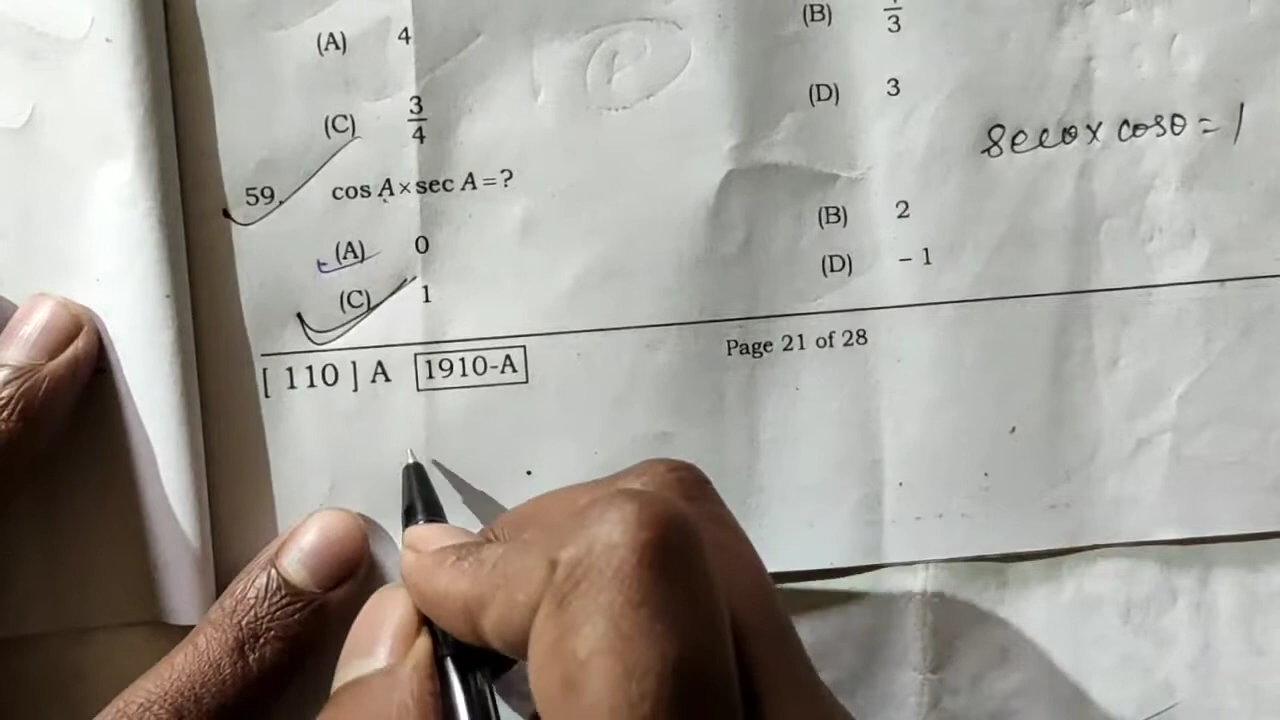 (A) 4
(B) 4/3
(C) 3/4
(D) 3
secθ x cosθ = 1
59. cos A × sec A = ?
(A) 0
(B) 2
(C) 1
(D) – 1
[ 110 ] A 1910-A
Page 21 of 28